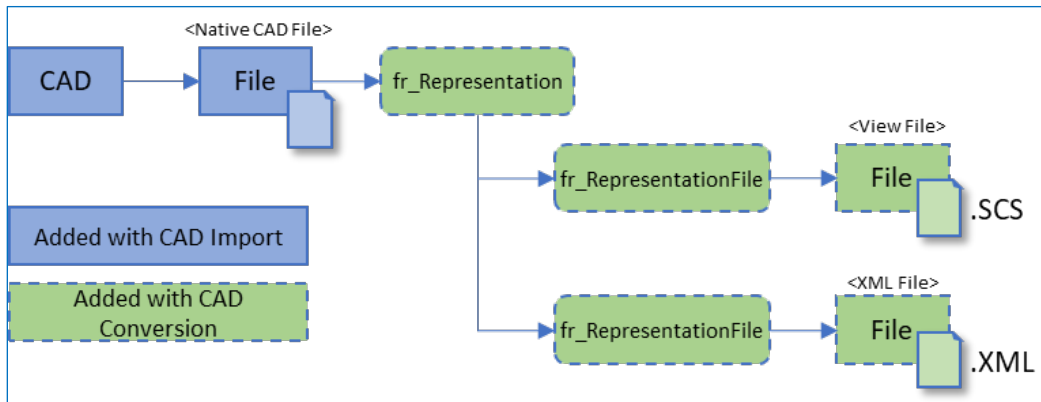 <Native CAD File>
CAD
File
fr_Representation
<View File>
fr_RepresentationFile
File
.SCS
Added with CAD Import
Added with CAD
Conversion
<XML File>
fr_RepresentationFile
File
.XML